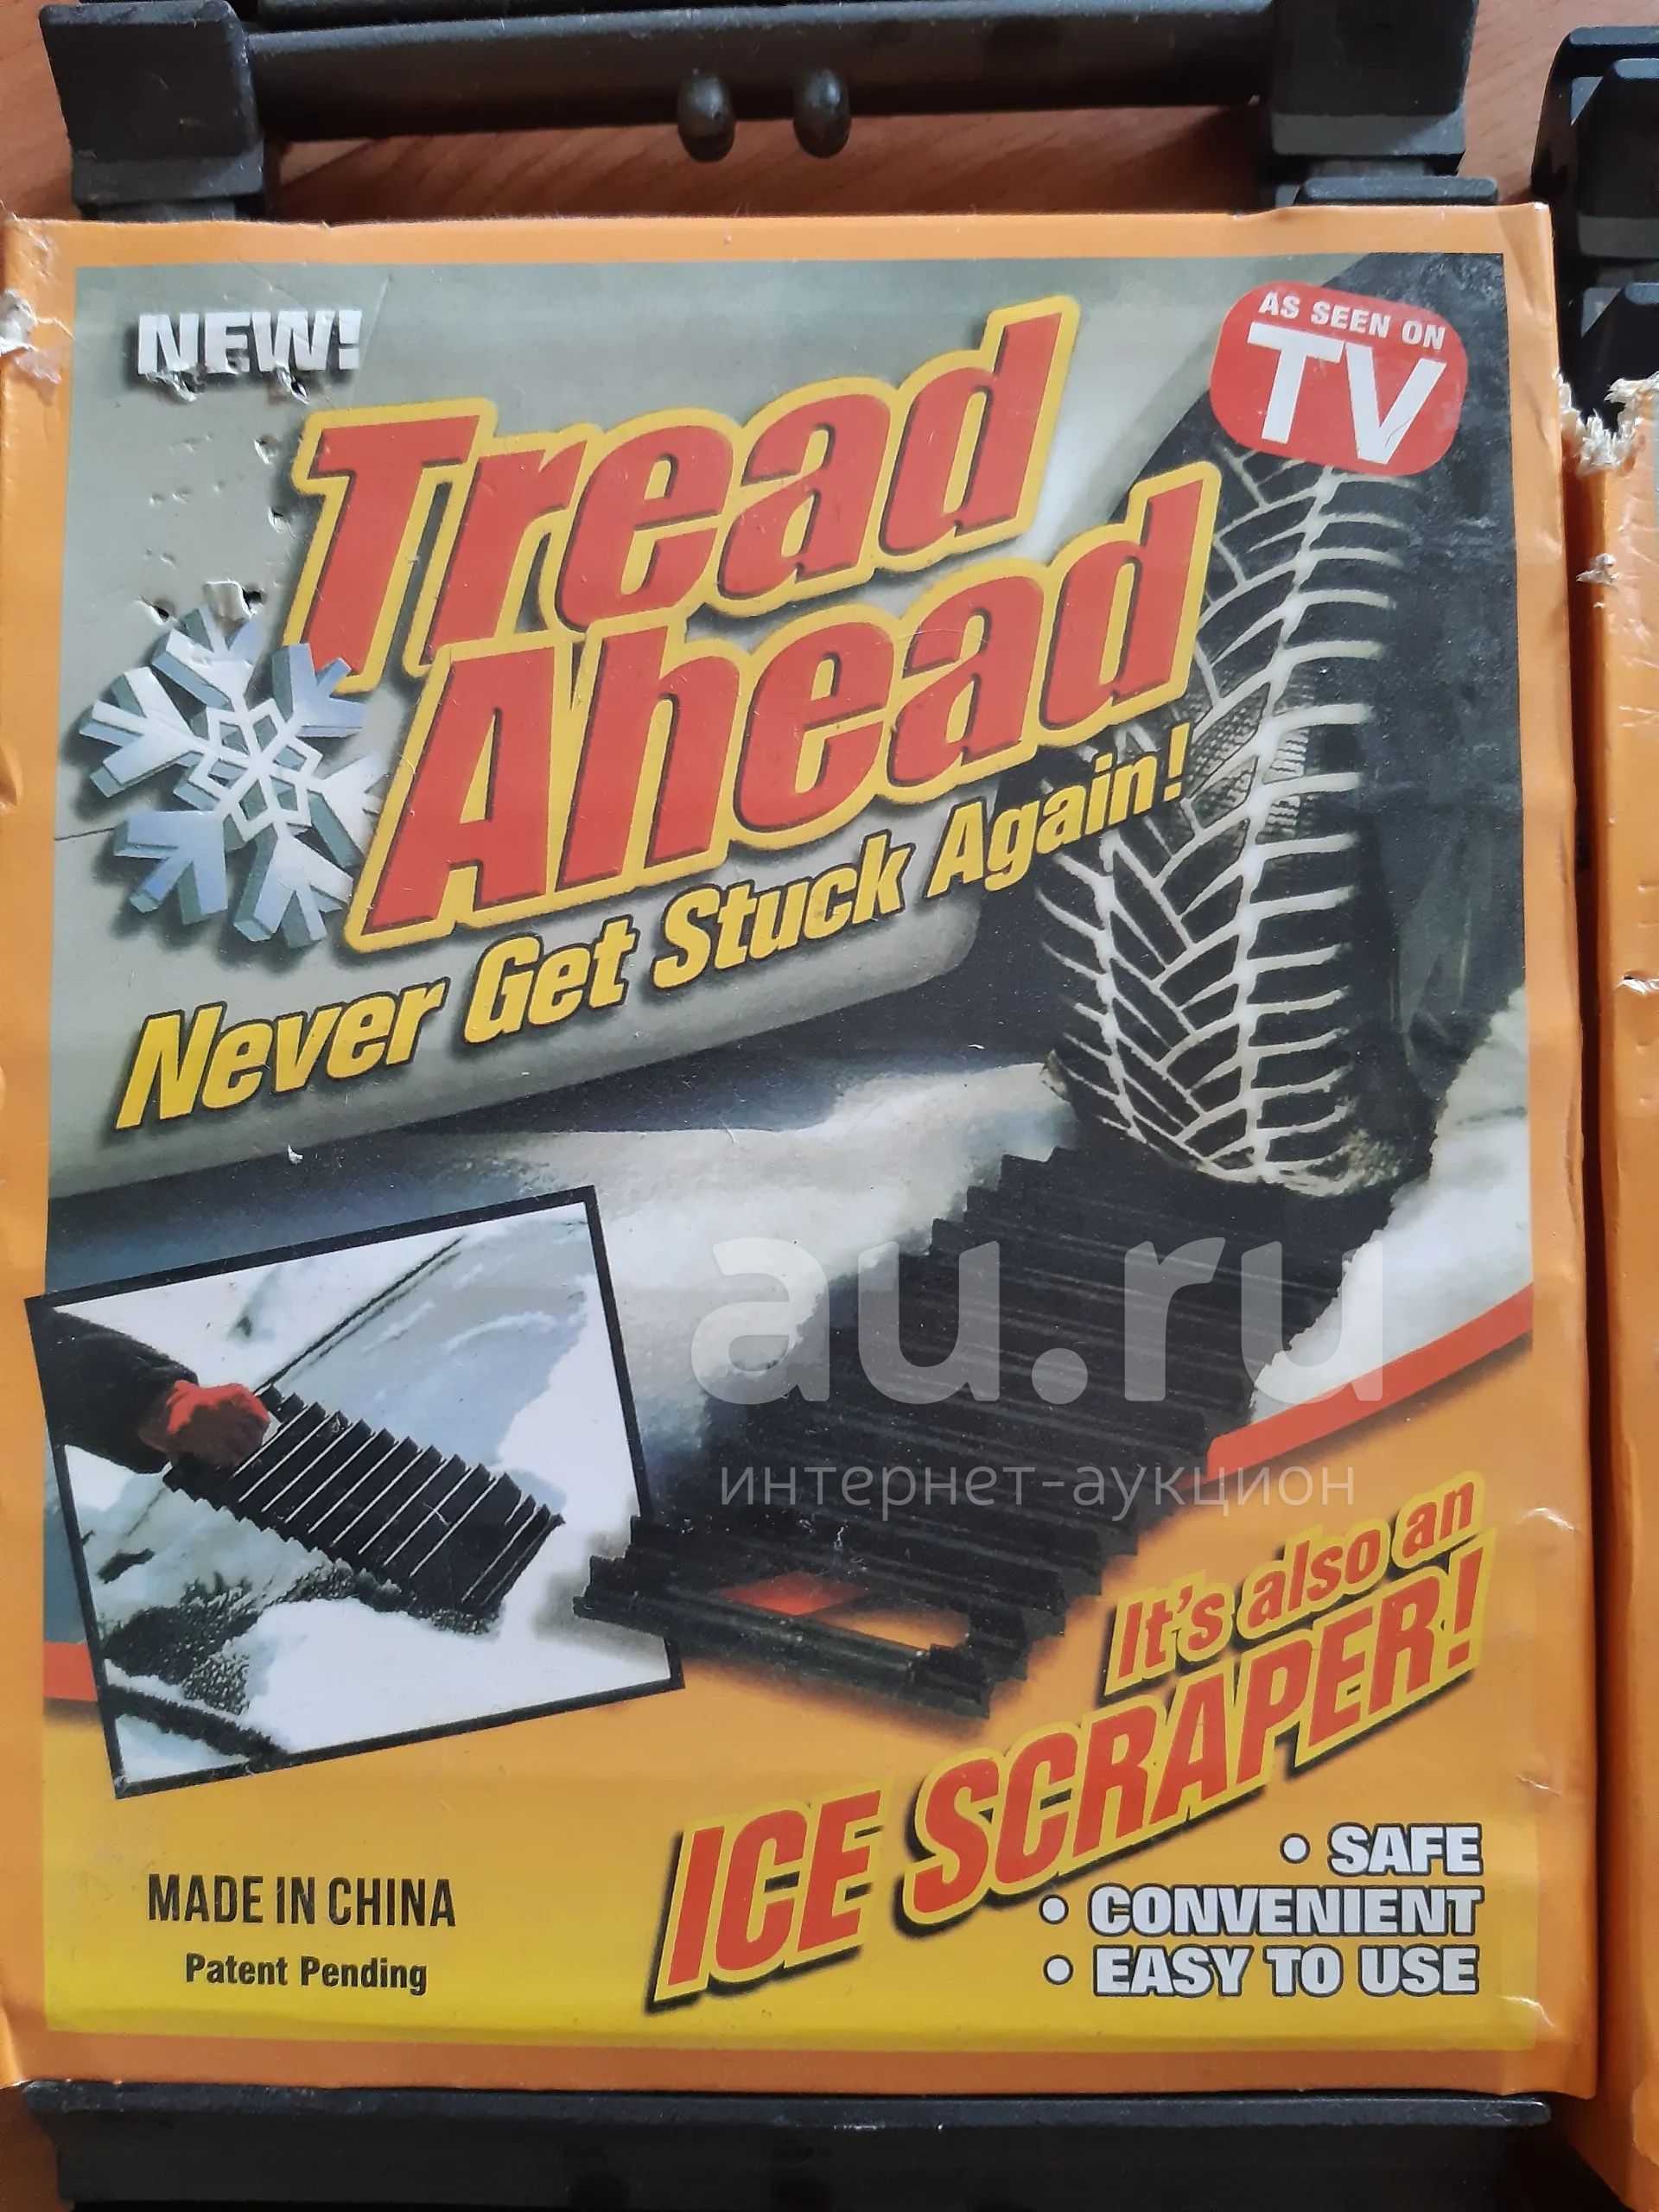 NEW!
AS SEEN ON
TV
Tread
Ahead
Never Get Stuck Again!
au.ru
интернет-аукцион
It's also an
ICE SCRAPER!
• SAFE
• CONVENIENT
• EASY TO USE
MADE IN CHINA
Patent Pending